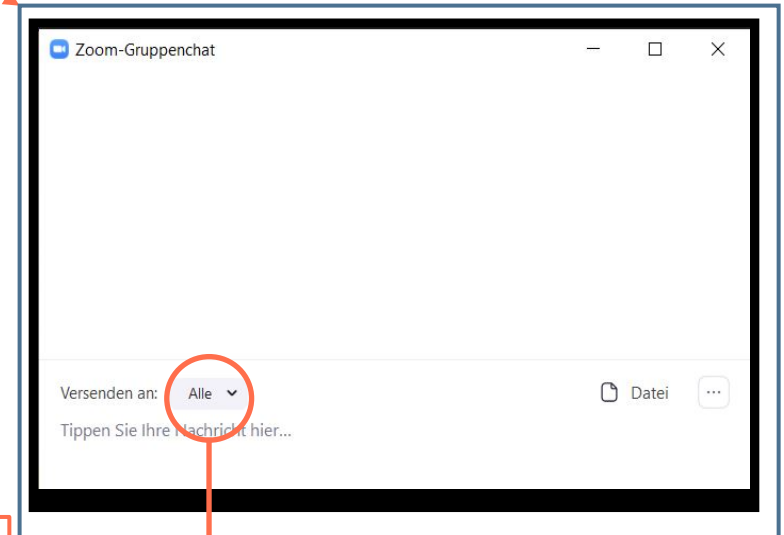 Zoom-Gruppenchat
Versenden an: Alle
Datei
Tippen Sie Ihre Nachricht hier...